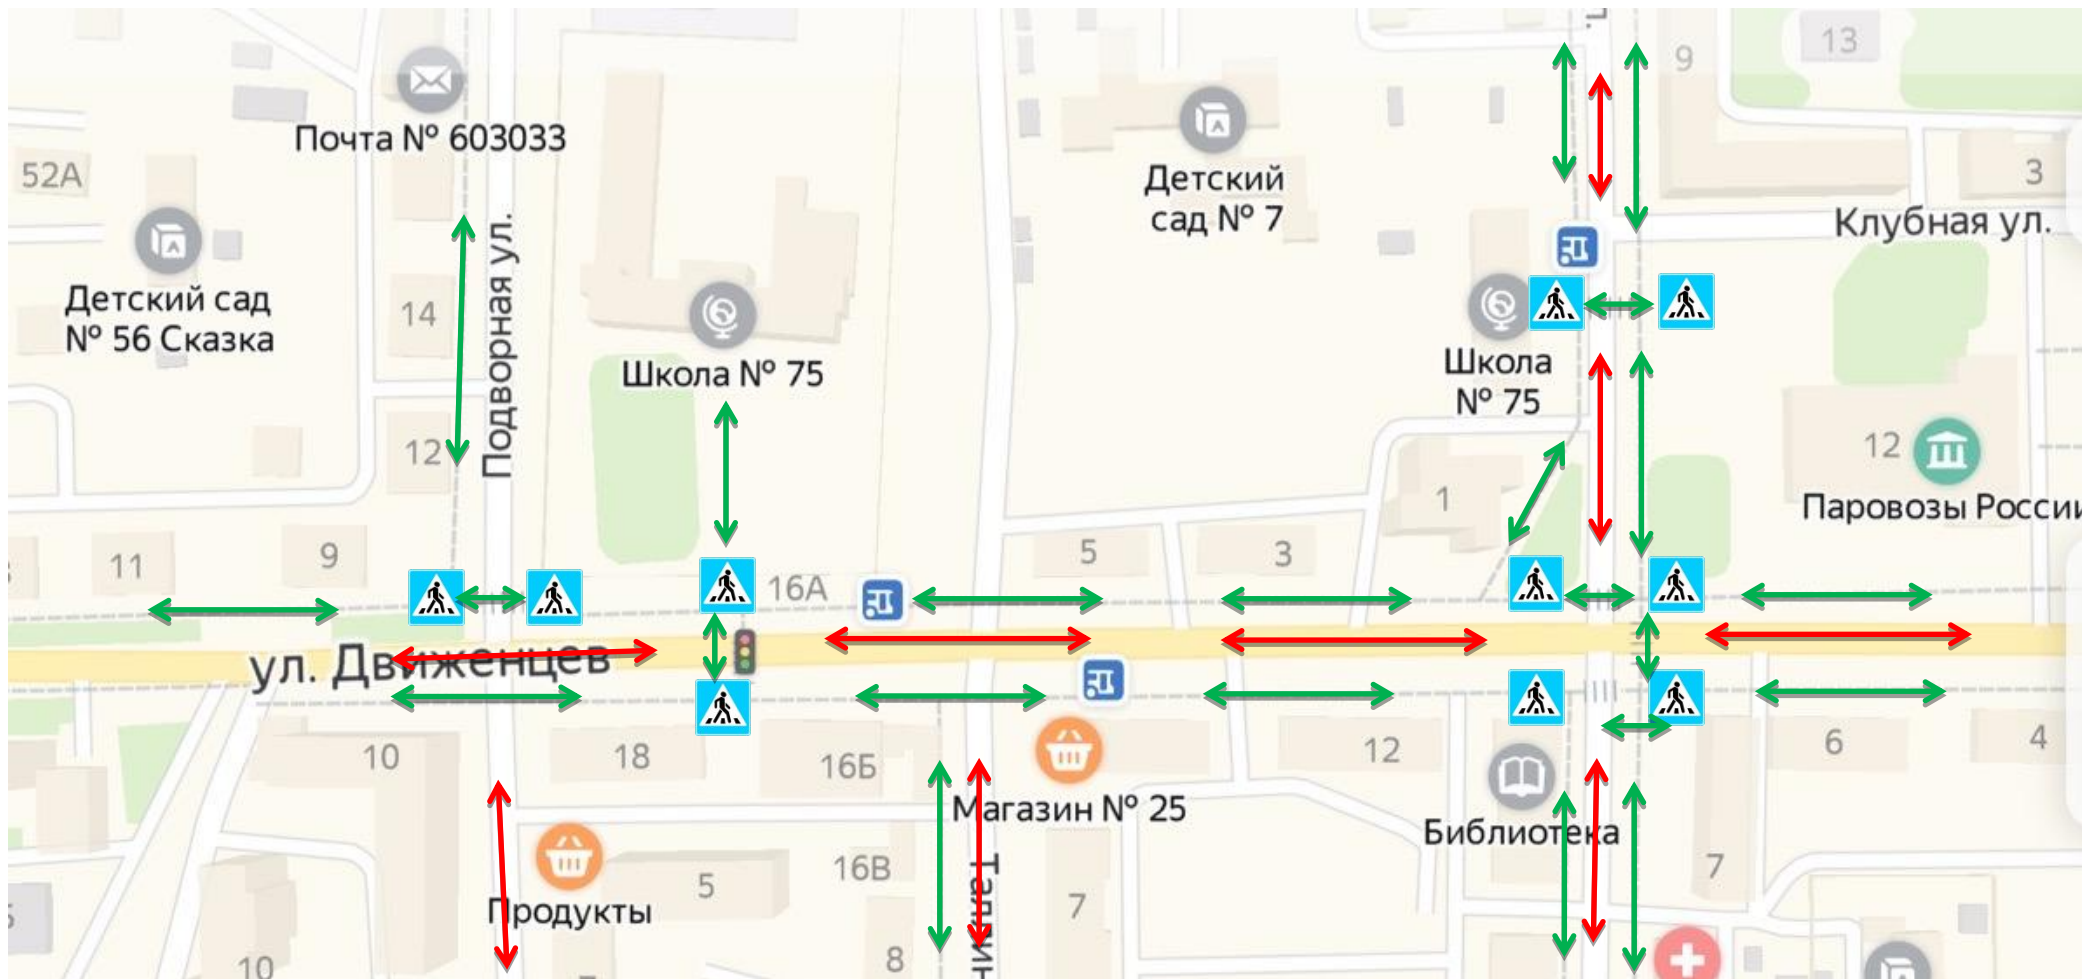 9
13
Почта № 603033
52А
Детский
сад № 7
3
Клубная ул.
Подворная ул.
Детский сад
№ 56 Сказка
14
Школа № 75
Школа
№ 75
12
12
1
Паровозы России
11
9
16А
5
3
ул. Движенцев
10
18
16Б
12
6
4
Магазин № 25
Библиотека
16В
5
7
7
Продукты
Таллин
8
10